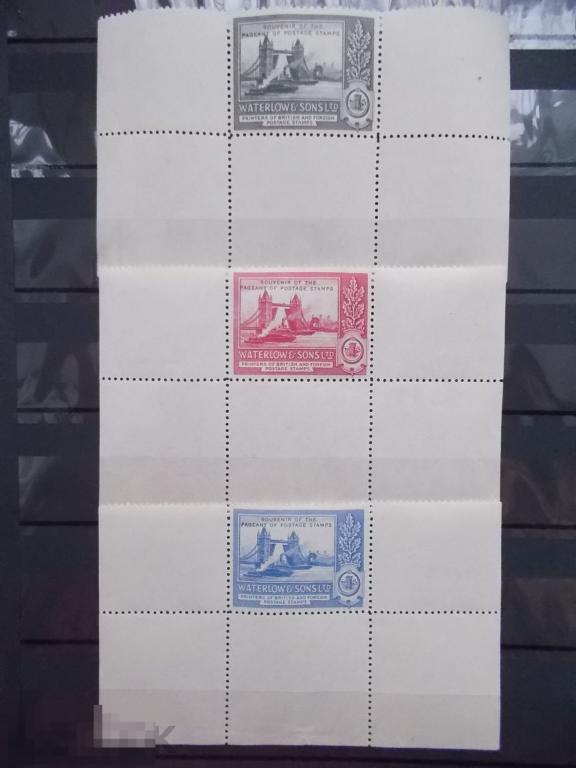 SOUVENIR OF THE
PAGEANT OF POSTAGE STAMPS
WATERLOW & SONS LTD
PRINTERS OF BRITISH AND FOREIGN
POSTAGE STAMPS
SOUVENIR OF THE
PAGEANT OF POSTAGE STAMPS
WATERLOW & SONS LTD
PRINTERS OF BRITISH AND FOREIGN
POSTAGE STAMPS
SOUVENIR OF THE
PAGEANT OF POSTAGE STAMPS
WATERLOW & SONS LTD
PRINTERS OF BRITISH AND FOREIGN
POSTAGE STAMPS